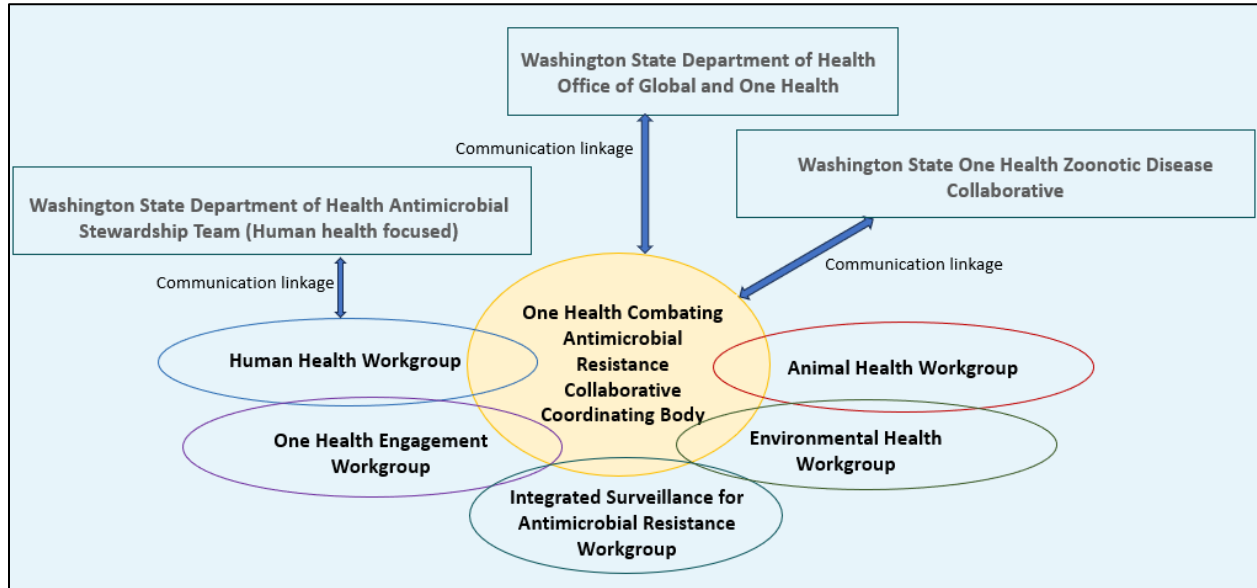 Washington State Department of Health
Office of Global and One Health
Communication linkage
Washington State One Health Zoonotic Disease
Collaborative
Washington State Department of Health Antimicrobial
Stewardship Team (Human health focused)
Communication linkage
Communication linkage
One Health Combating
Antimicrobial
Resistance
Collaborative
Coordinating Body
Human Health Workgroup
Animal Health Workgroup
One Health Engagement
Workgroup
Environmental Health
Workgroup
Integrated Surveillance for
Antimicrobial Resistance
Workgroup